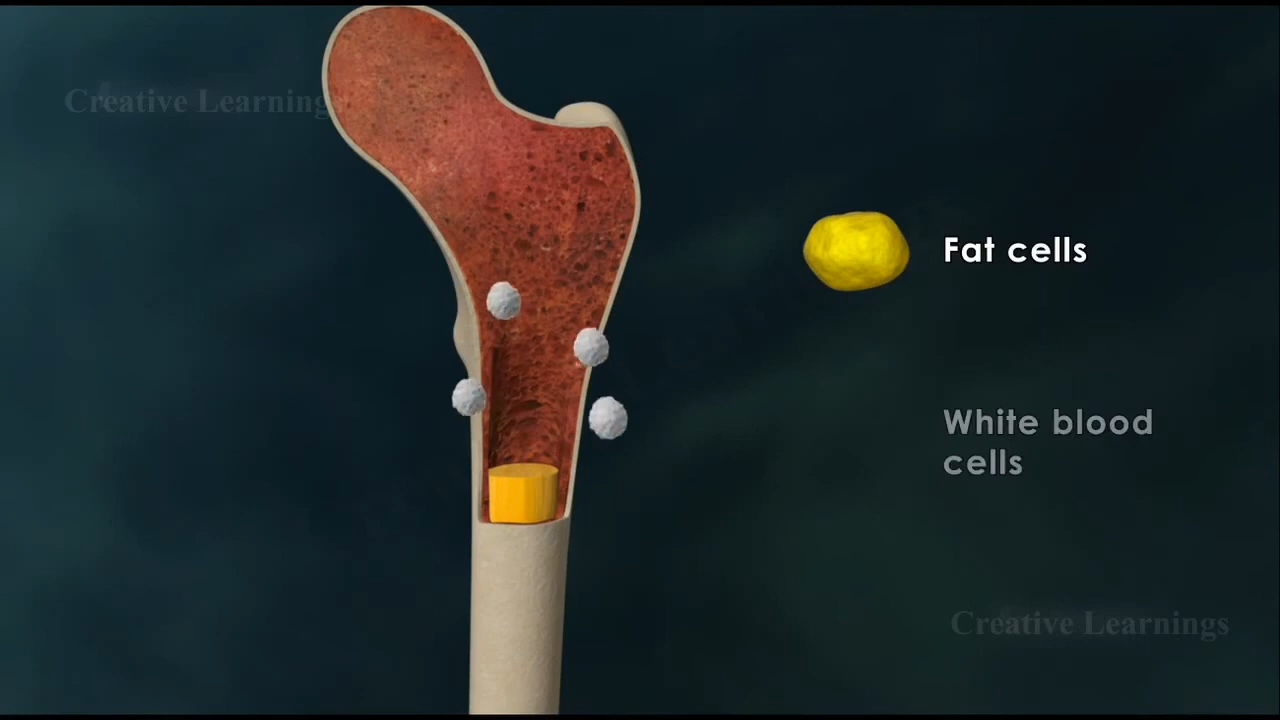 Creative Learnings
Fat cells
White blood
cells
Creative Learnings